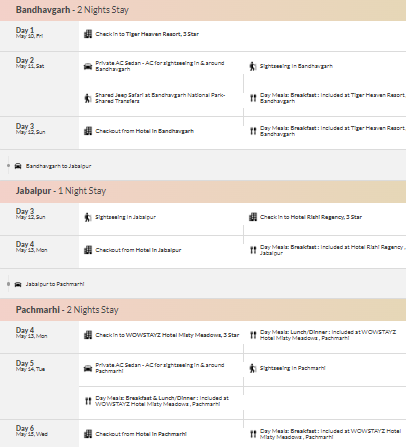 Bandhavgarh - 2 Nights Stay
Day 1
May 10, Fri
Check in to Tiger Heaven Resort, 3 Star
Day 2
May 11, Sat
Private AC Sedan - AC for sightseeing in & around
Bandhavgarh
Sightseeing in Bandhavgarh
Shared Jeep Safari at Bandhavgarh National Park-
Shared Transfers
Day Meals: Breakfast : Included at Tiger Heaven Resort,
Bandhavgarh
Day 3
May 12, Sun
Checkout from Hotel in Bandhavgarh
Day Meals: Breakfast : Included at Tiger Heaven Resort,
Bandhavgarh
Bandhavgarh to Jabalpur
Jabalpur - 1 Night Stay
Day 3
May 12, Sun
Sightseeing in Jabalpur
Check in to Hotel Rishi Regency, 3 Star
Day 4
May 13, Mon
Checkout from Hotel in Jabalpur
Day Meals: Breakfast : Included at Hotel Rishi Regency ,
Jabalpur
Jabalpur to Pachmarhi
Pachmarhi - 2 Nights Stay
Day 4
May 13, Mon
Check in to WOWSTAYZ Hotel Misty Meadows, 3 Star
Day Meals: Lunch/Dinner : Included at WOWSTAYZ
Hotel Misty Meadows , Pachmarhi
Day 5
May 14, Tue
Private AC Sedan - AC for sightseeing in & around
Pachmarhi
Sightseeing in Pachmarhi
Day Meals: Breakfast & Lunch/Dinner : Included at
WOWSTAYZ Hotel Misty Meadows , Pachmarhi
Day 6
May 15, Wed
Checkout from Hotel in Pachmarhi
Day Meals: Breakfast : Included at WOWSTAYZ Hotel
Misty Meadows , Pachmarhi